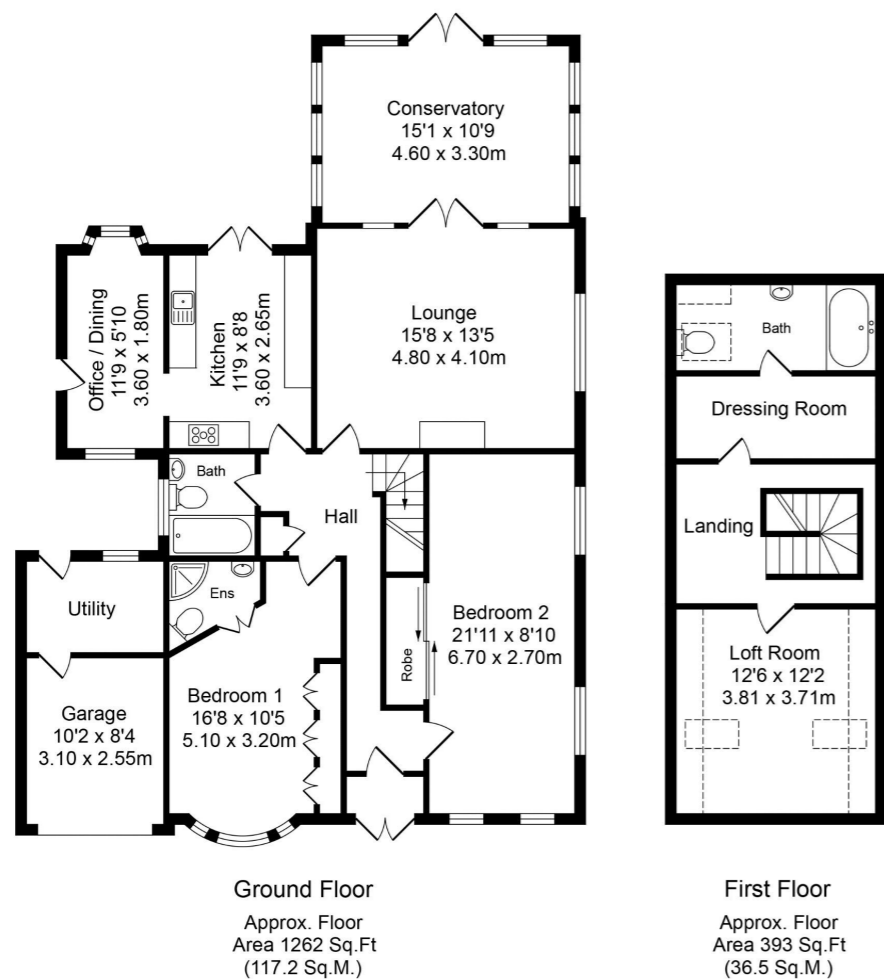 Conservatory
15'1 x 10'9
4.60 x 3.30m
Office / Dining
11'9 x 5'10
3.60 x 1.80m
Kitchen
11'9 x 8'8
3.60 x 2.65m
Lounge
15'8 x 13'5
4.80 x 4.10m
Bath
Hall
Utility
Ens
Robe
Bedroom 2
21'11 x 8'10
6.70 x 2.70m
Garage
10'2 x 8'4
3.10 x 2.55m
Bedroom 1
16'8 x 10'5
5.10 x 3.20m
Ground Floor
Approx. Floor
Area 1262 Sq.Ft
(117.2 Sq.M.)
Bath
Dressing Room
Landing
Loft Room
12'6 x 12'2
3.81 x 3.71m
First Floor
Approx. Floor
Area 393 Sq.Ft
(36.5 Sq.M.)